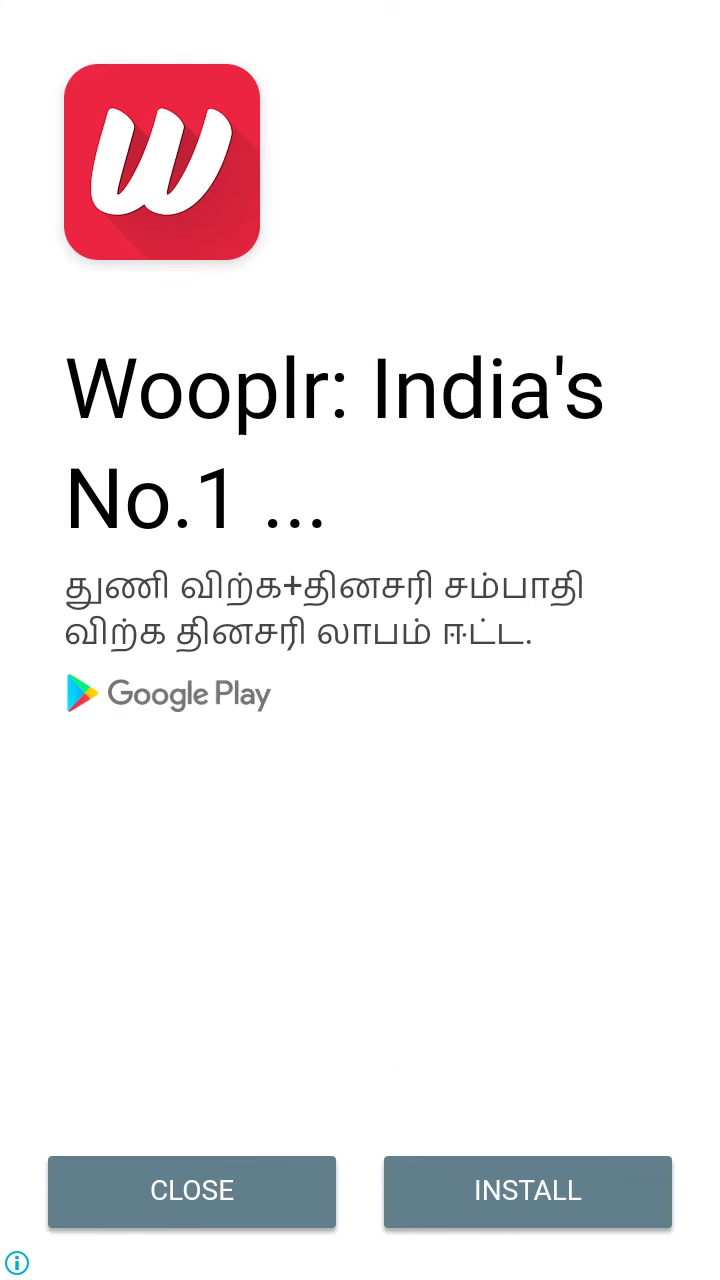 W
Wooplr: India's
No.1 ...
துணி விற்க+தினசரி சம்பாதி
விற்க தினசரி லாபம் ஈட்ட.
Google Play
CLOSE
INSTALL